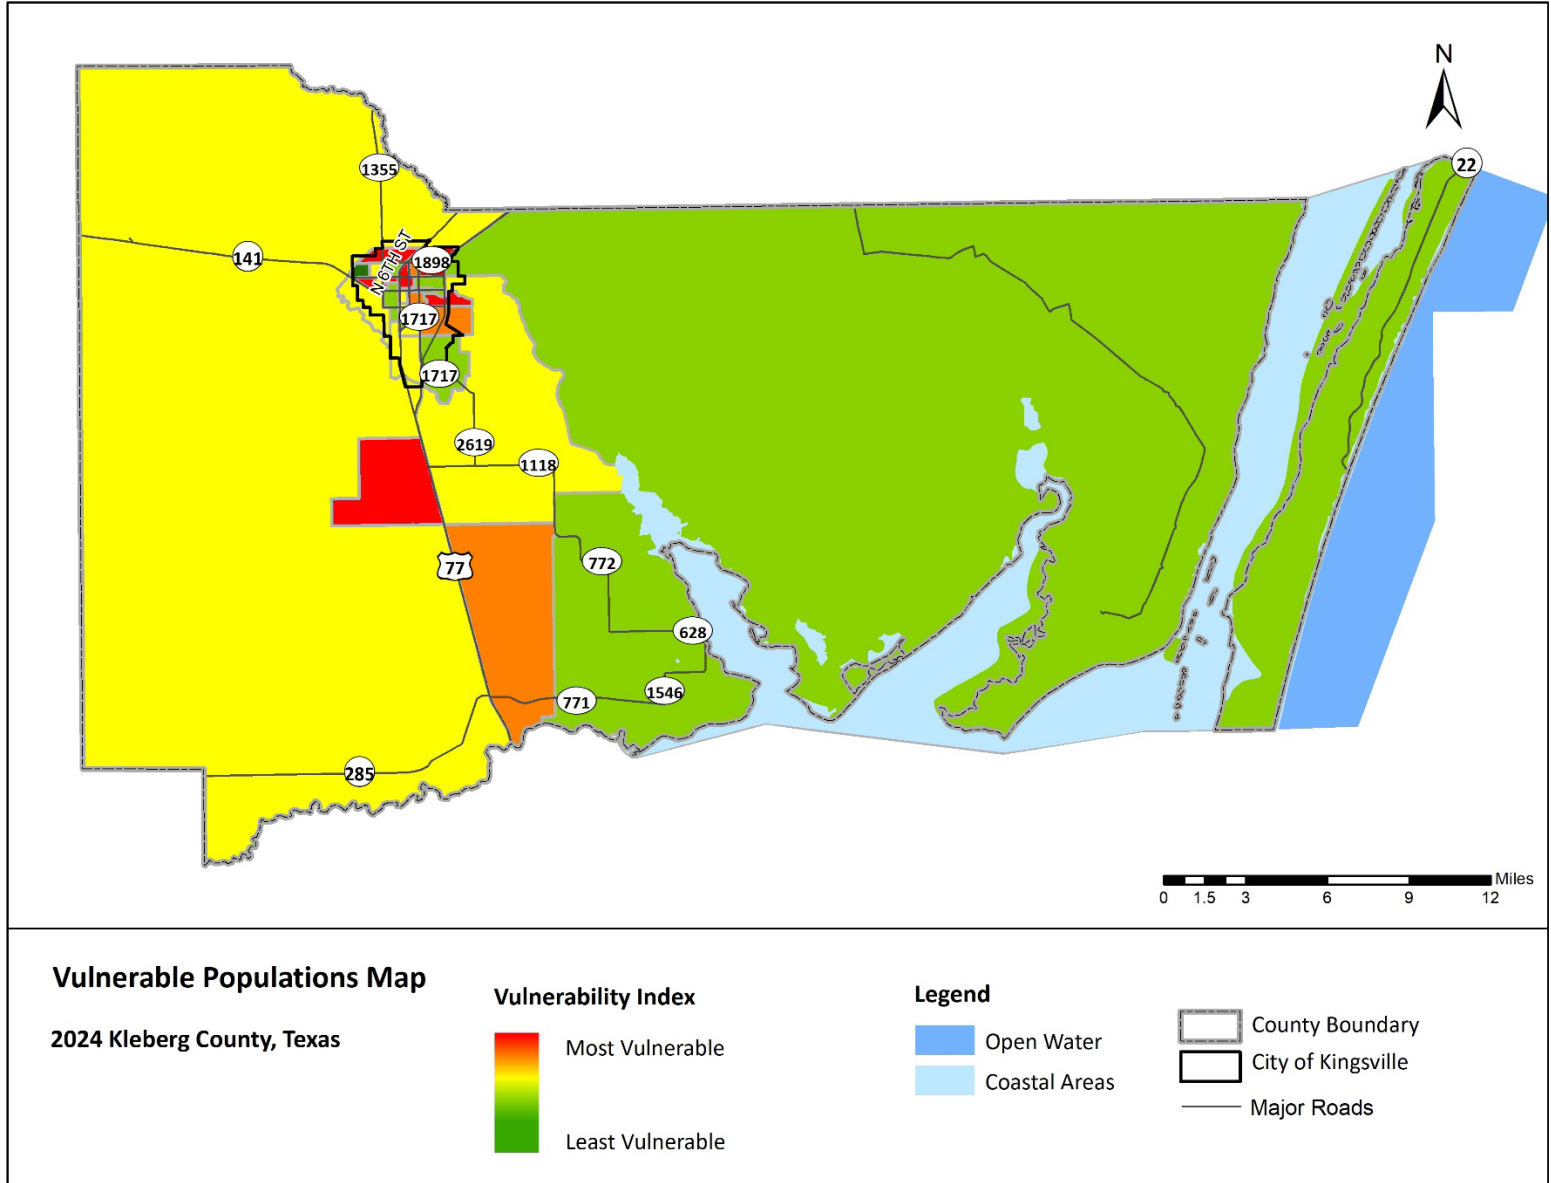 N
22
1355
141
N 6TH ST
1898
1717
1717
2619
1118
77
772
628
1546
771
285
Miles
0 1.5 3 6 9 12
Vulnerable Populations Map
2024 Kleberg County, Texas
Vulnerability Index
Most Vulnerable
Least Vulnerable
Legend
Open Water
Coastal Areas
County Boundary
City of Kingsville
Major Roads